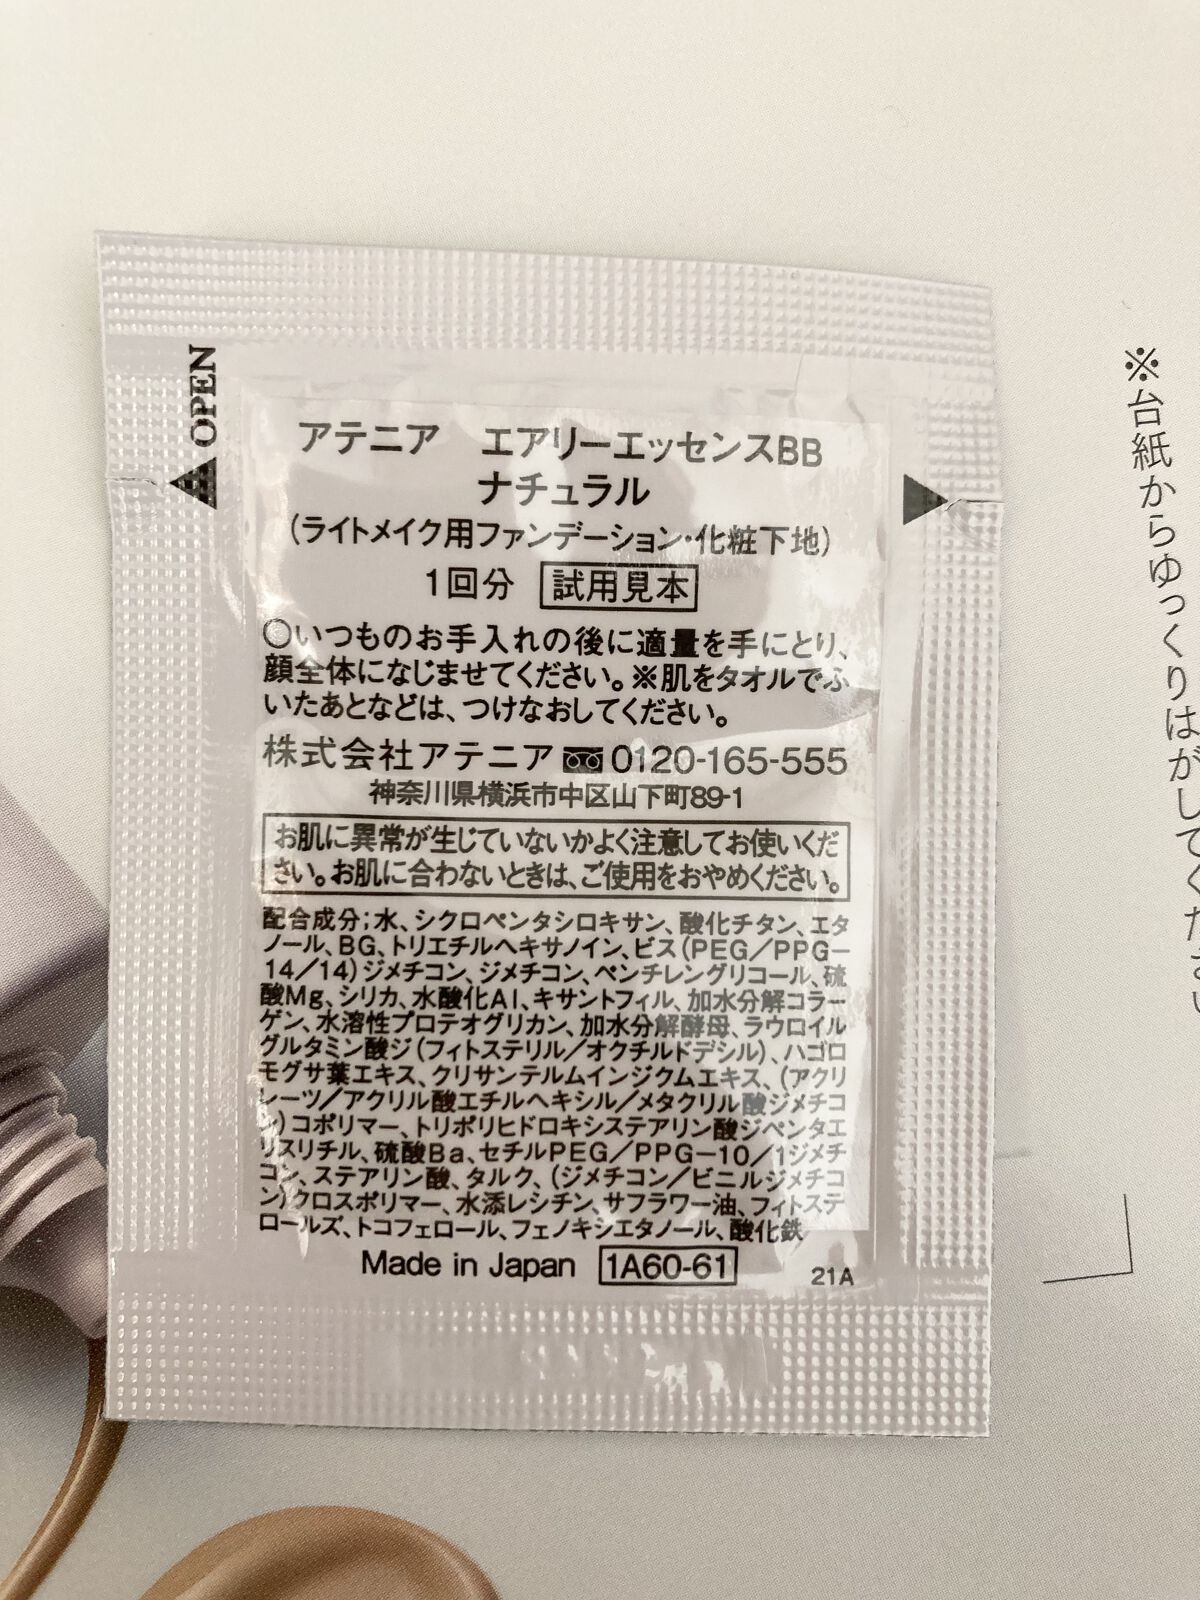 OPEN
アテニア　エアリーエッセンスBB
ナチュラル
(ライトメイク用ファンデーション・化粧下地)
1回分 試用見本
○いつものお手入れの後に適量を手にとり、
顔全体になじませてください。※肌をタオルでふ
いたあとなどは、つけなおしてください。
株式会社アテニア 0120-165-555
神奈川県横浜市中区山下町89-1
お肌に異常が生じていないかよく注意してお使いくだ
さい。お肌に合わないときは、ご使用をおやめください。
配合成分;水、シクロペンタシロキサン、酸化チタン、エタ
ノール、BG、トリエチルヘキサノイン、ビス(PEG/PPG-
14/14)ジメチコン、ジメチコン、ペンチレングリコール、硫
酸Mg、シリカ、水酸化Al、キサントフィル、加水分解コラー
ゲン、水溶性プロテオグリカン、加水分解酵母、ラウロイル
グルタミン酸ジ(フィトステリル/オクチルドデシル)、ハゴロ
モグサ葉エキス、クリサンテルムインジクムエキス、(アクリ
レーツ/アクリル酸エチルヘキシル/メタクリル酸ジメチコ
ン)コポリマー、トリポリヒドロキシステアリン酸ジペンタエ
リスリチル、硫酸Ba、セチルPEG/PPG-10/1ジメチ
コン、ステアリン酸、タルク、(ジメチコン/ビニルジメチコ
ン)クロスポリマー、水添レシチン、サフラワー油、フィトステ
ロールズ、トコフェロール、フェノキシエタノール、酸化鉄
Made in Japan 1A60-61 21A
※台紙からゆっくりはがしてください